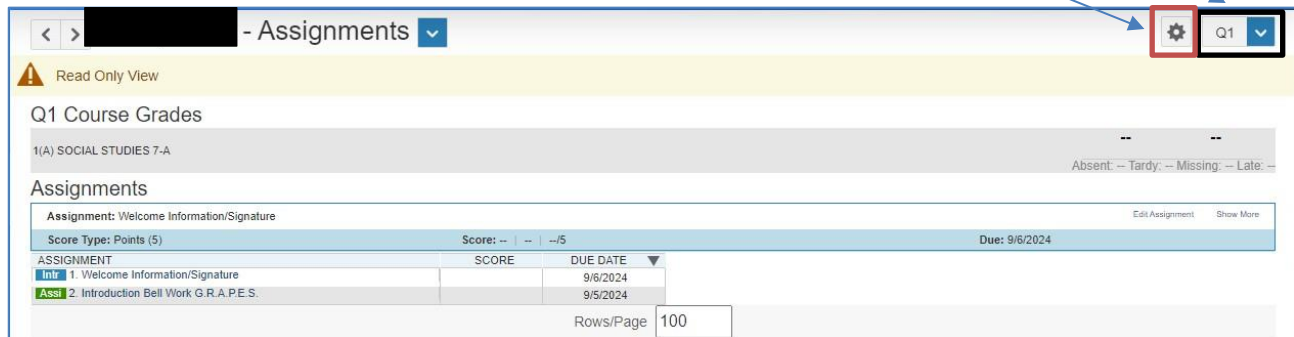 - Assignments
Q1
Read Only View
Q1 Course Grades
-- --
1(A) SOCIAL STUDIES 7-A
Absent: -- Tardy: -- Missing: -- Late: --
Assignments
Assignment: Welcome Information/Signature Edit Assignment Show More
Score Type: Points (5) Score: -- | -- | --/5 Due: 9/6/2024
ASSIGNMENT SCORE DUE DATE
Intr 1. Welcome Information/Signature 9/6/2024
Assi 2. Introduction Bell Work G.R.A.P.E.S. 9/5/2024
Rows/Page 100